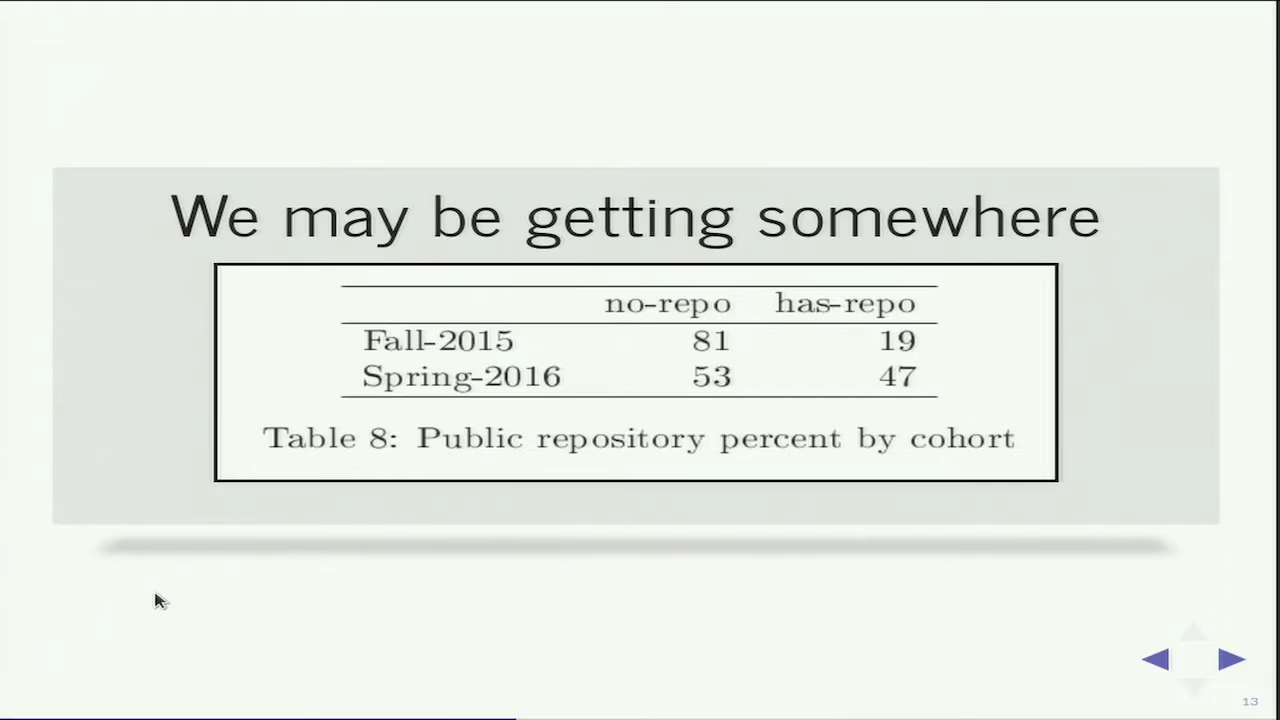 We may be getting somewhere
no-repo has-repo
Fall-2015 81 19
Spring-2016 53 47
Table 8: Public repository percent by cohort
13